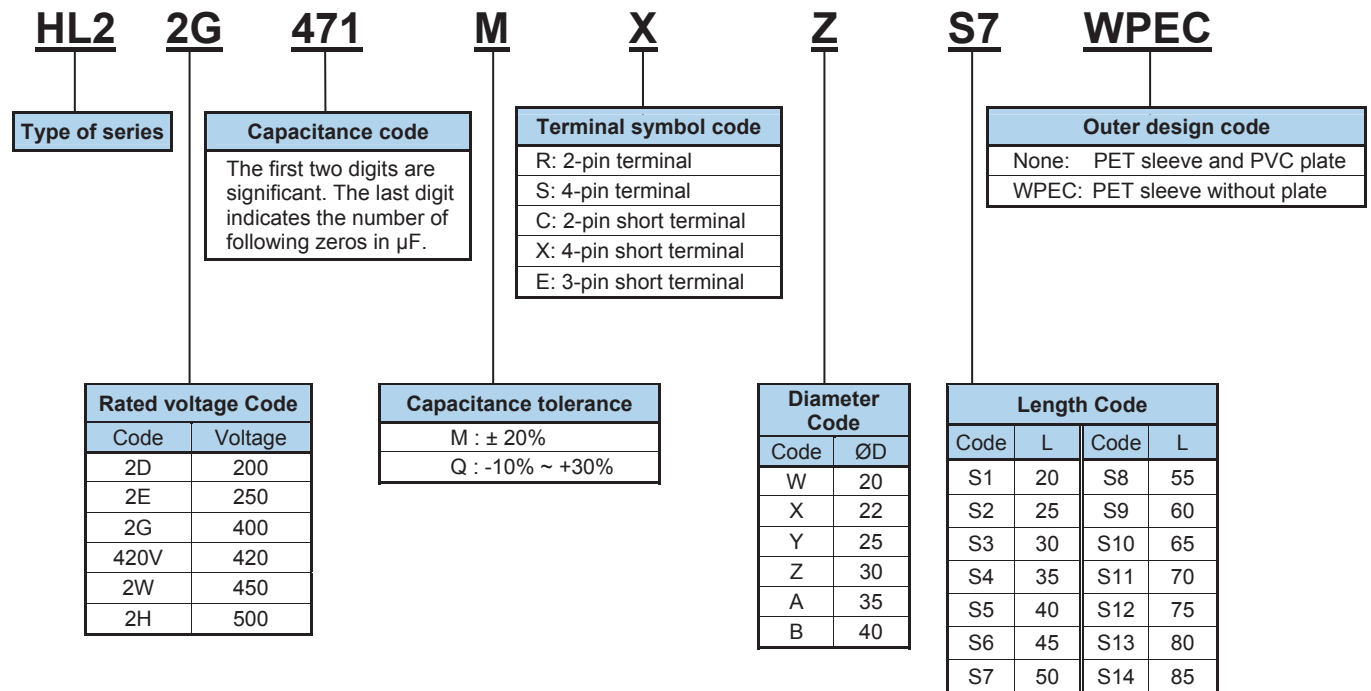 HL2 2G 471 M X Z S7 WPEC
Type of series
Capacitance code
The first two digits are
significant. The last digit
indicates the number of
following zeros in µF.
Terminal symbol code
R: 2-pin terminal
S: 4-pin terminal
C: 2-pin short terminal
X: 4-pin short terminal
E: 3-pin short terminal
Outer design code
None: PET sleeve and PVC plate
WPEC: PET sleeve without plate
Rated voltage Code
Code Voltage
2D 200
2E 250
2G 400
420V 420
2W 450
2H 500
Capacitance tolerance
M : ± 20%
Q : -10% ~ +30%
Diameter
Code
Code ØD
W 20
X 22
Y 25
Z 30
A 35
B 40
Length Code
Code L Code L
S1 20 S8 55
S2 25 S9 60
S3 30 S10 65
S4 35 S11 70
S5 40 S12 75
S6 45 S13 80
S7 50 S14 85